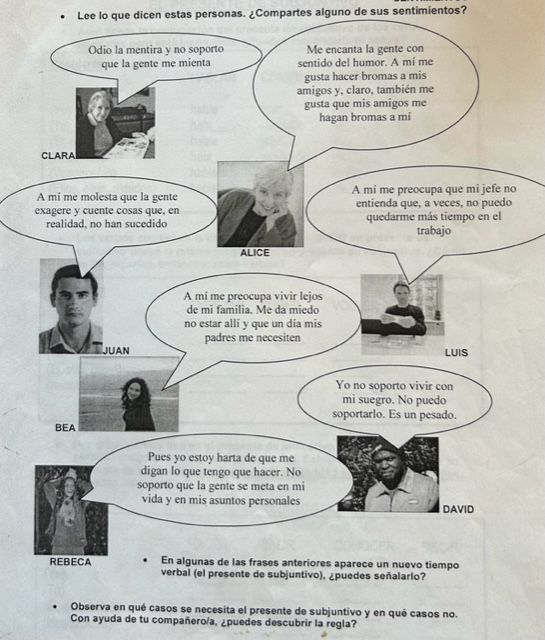 • Lee lo que dicen estas personas. ¿Compartes alguno de sus sentimientos?
Odio la mentira y no soporto
que la gente me mienta
CLARA
Me encanta la gente con
sentido del humor. A mí me
gusta hacer bromas a mis
amigos y, claro, también me
gusta que mis amigos me
hagan bromas a mí
ALICE
A mí me molesta que la gente
exagere y cuente cosas que, en
realidad, no han sucedido
JUAN
A mí me preocupa que mi jefe no
entienda que, a veces, no puedo
quedarme más tiempo en el
trabajo
LUIS
A mí me preocupa vivir lejos
de mi familia. Me da miedo
no estar allí y que un día mis
padres me necesiten
BEA
Yo no soporto vivir con
mi suegro. No puedo
soportarlo. Es un pesado.
DAVID
Pues yo estoy harta de que me
digan lo que tengo que hacer. No
soporto que la gente se meta en mi
vida y en mis asuntos personales
REBECA
• En algunas de las frases anteriores aparece un nuevo tiempo
verbal (el presente de subjuntivo), ¿puedes señalarlo?
• Observa en qué casos se necesita el presente de subjuntivo y en qué casos no.
Con ayuda de tu compañero/a, ¿puedes descubrir la regla?